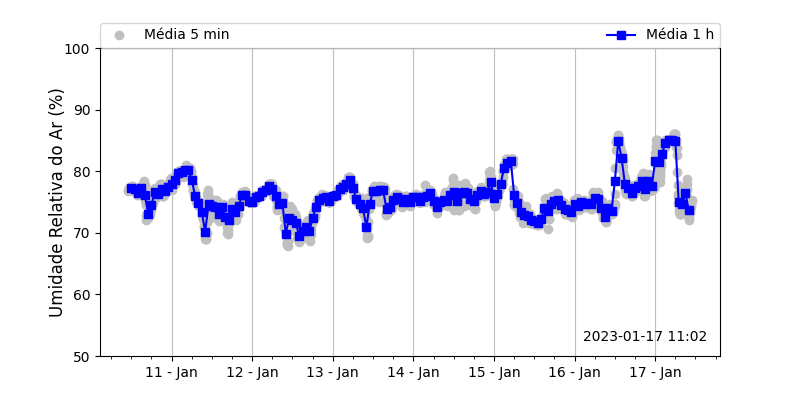 Média 5 min
Média 1 h
Umidade Relativa do Ar (%)
100
90
80
70
60
50
2023-01-17 11:02
11 - Jan
12 - Jan
13 - Jan
14 - Jan
15 - Jan
16 - Jan
17 - Jan